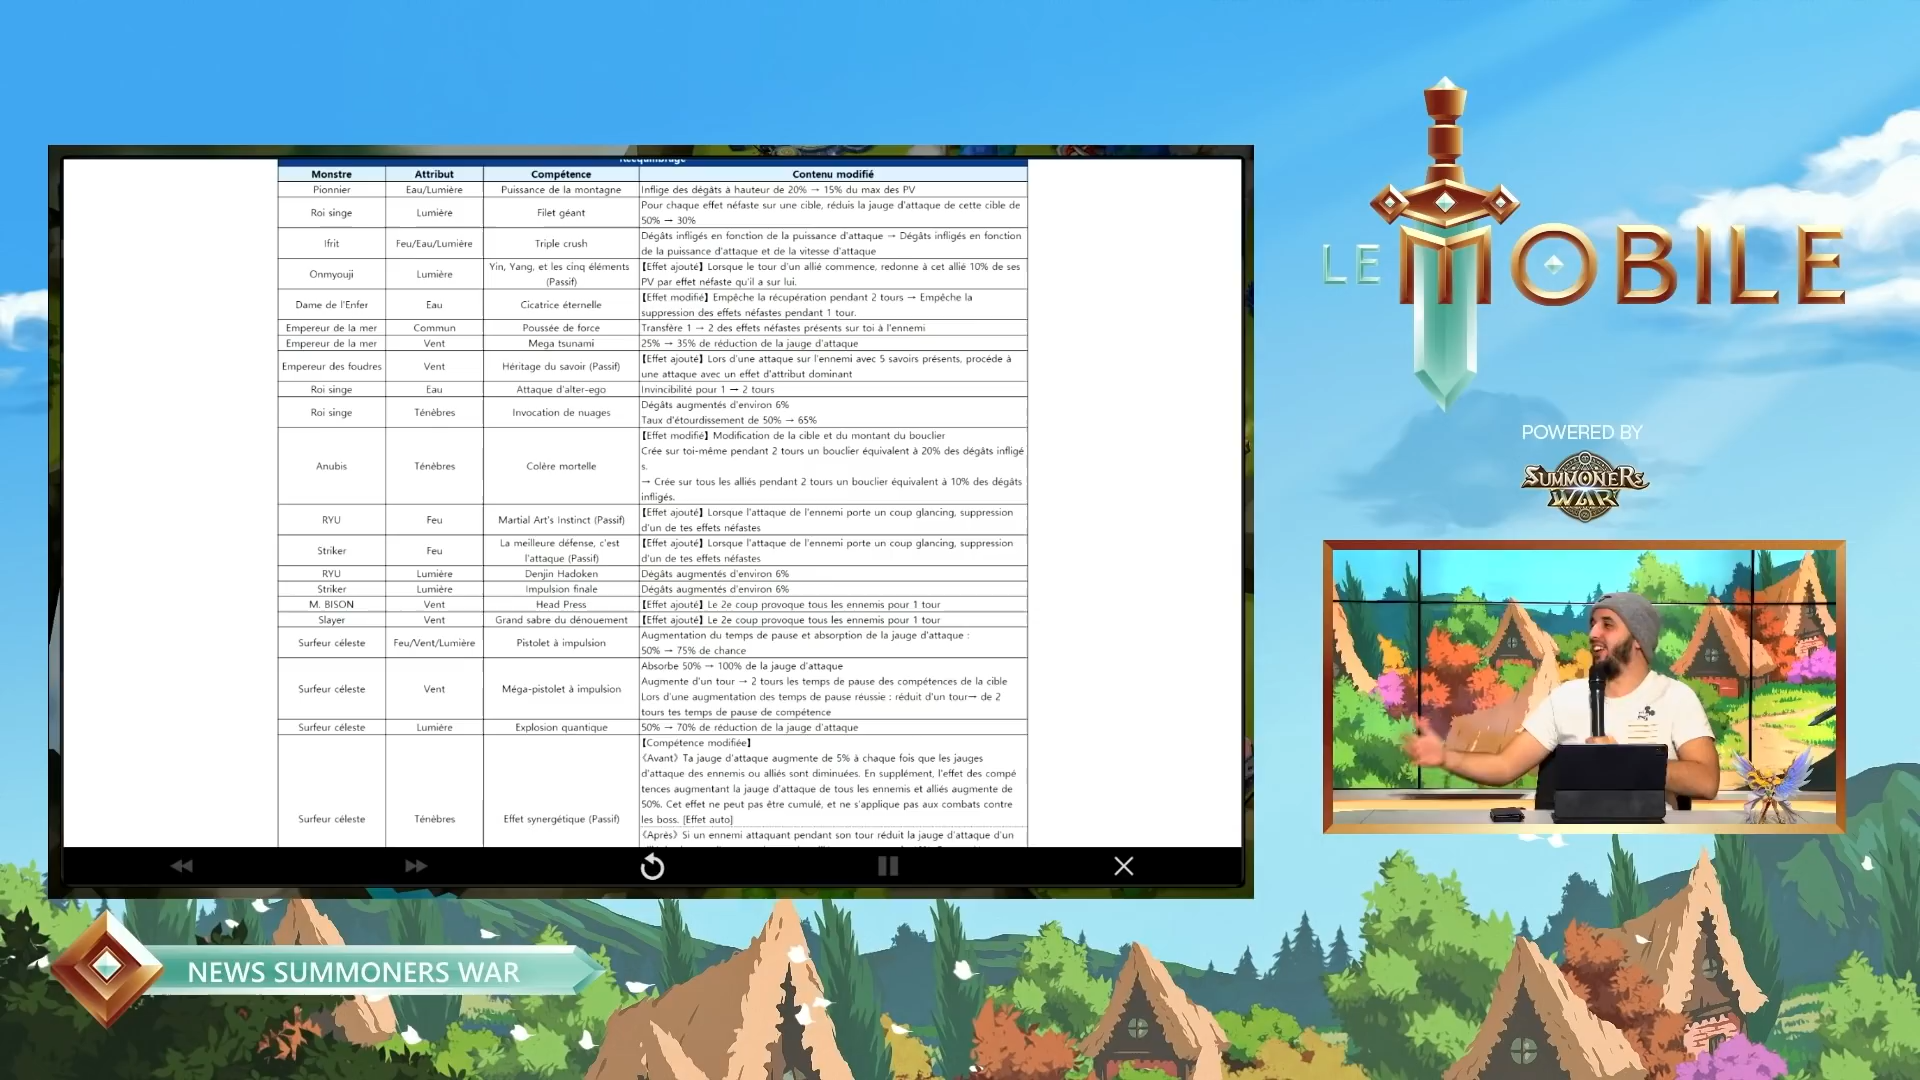 Rééquilibrage
Monstre Attribut Compétence Contenu modifié
Pionnier Eau/Lumière Puissance de la montagne Inflige des dégâts à hauteur de 20% → 15% du max des PV
Roi singe Lumière Filet géant Pour chaque effet néfaste sur une cible, réduis la jauge d'attaque de cette cible de
50% → 30%
Ifrit Feu/Eau/Lumière Triple crush Dégâts infligés en fonction de la puissance d'attaque → Dégâts infligés en fonction
de la puissance d'attaque et de la vitesse d'attaque
Onmyouji Lumière Yin, Yang, et les cinq éléments
(Passif)
【Effet ajouté】Lorsque le tour d'un allié commence, redonne à cet allié 10% de ses
PV par effet néfaste qu'il a sur lui.
Dame de l'Enfer Eau Cicatrice éternelle 【Effet modifié】Empêche la récupération pendant 2 tours → Empêche la
suppression des effets néfastes pendant 1 tour.
Empereur de la mer Commun Poussée de force Transfère 1 → 2 des effets néfastes présents sur toi à l'ennemi
Empereur de la mer Vent Mega tsunami 25% → 35% de réduction de la jauge d'attaque
Empereur des foudres Vent Héritage du savoir (Passif) 【Effet ajouté】Lors d'une attaque sur l'ennemi avec 5 savoirs présents, procède à
une attaque avec un effet d'attribut dominant
Roi singe Eau Attaque d'alter-ego Invincibilité pour 1 → 2 tours
Roi singe Ténèbres Invocation de nuages Dégâts augmentés d'environ 6%
Taux d'étourdissement de 50% → 65%
Anubis Ténèbres Colère mortelle 【Effet modifié】Modification de la cible et du montant du bouclier
Crée sur toi-même pendant 2 tours un bouclier équivalent à 20% des dégâts infligé
s.
→ Crée sur tous les alliés pendant 2 tours un bouclier équivalent à 10% des dégâts
infligés.
RYU Feu Martial Art's Instinct (Passif) 【Effet ajouté】Lorsque l'attaque de l'ennemi porte un coup glancing, suppression
d'un de tes effets néfastes
Striker Feu La meilleure défense, c'est
l'attaque (Passif)
【Effet ajouté】Lorsque l'attaque de l'ennemi porte un coup glancing, suppression
d'un de tes effets néfastes
RYU Lumière Denjin Hadoken Dégâts augmentés d'environ 6%
Striker Lumière Impulsion finale Dégâts augmentés d'environ 6%
M. BISON Vent Head Press 【Effet ajouté】Le 2e coup provoque tous les ennemis pour 1 tour
Slayer Vent Grand sabre du dénouement 【Effet ajouté】Le 2e coup provoque tous les ennemis pour 1 tour
Surfeur céleste Feu/Vent/Lumière Pistolet à impulsion Augmentation du temps de pause et absorption de la jauge d'attaque :
50% → 75% de chance
Surfeur céleste Vent Méga-pistolet à impulsion Absorbe 50% → 100% de la jauge d'attaque
Augmente d'un tour → 2 tours les temps de pause des compétences de la cible
Lors d'une augmentation des temps de pause réussie : réduit d'un tour→ de 2
tours tes temps de pause de compétence
Surfeur céleste Lumière Explosion quantique 50% → 70% de réduction de la jauge d'attaque
Surfeur céleste Ténèbres Effet synergétique (Passif) 【Compétence modifiée】
《Avant》Ta jauge d'attaque augmente de 5% à chaque fois que les jauges
d'attaque des ennemis ou alliés sont diminuées. En supplément, l'effet des compé
tences augmentant la jauge d'attaque de tous les ennemis et alliés augmente de
50%. Cet effet ne peut pas être cumulé, et ne s'applique pas aux combats contre
les boss. [Effet auto]
《Après》Si un ennemi attaquant pendant son tour réduit la jauge d'attaque d'un
LE MOBILE
POWERED BY
SUMMONERS
WAR
NEWS SUMMONERS WAR